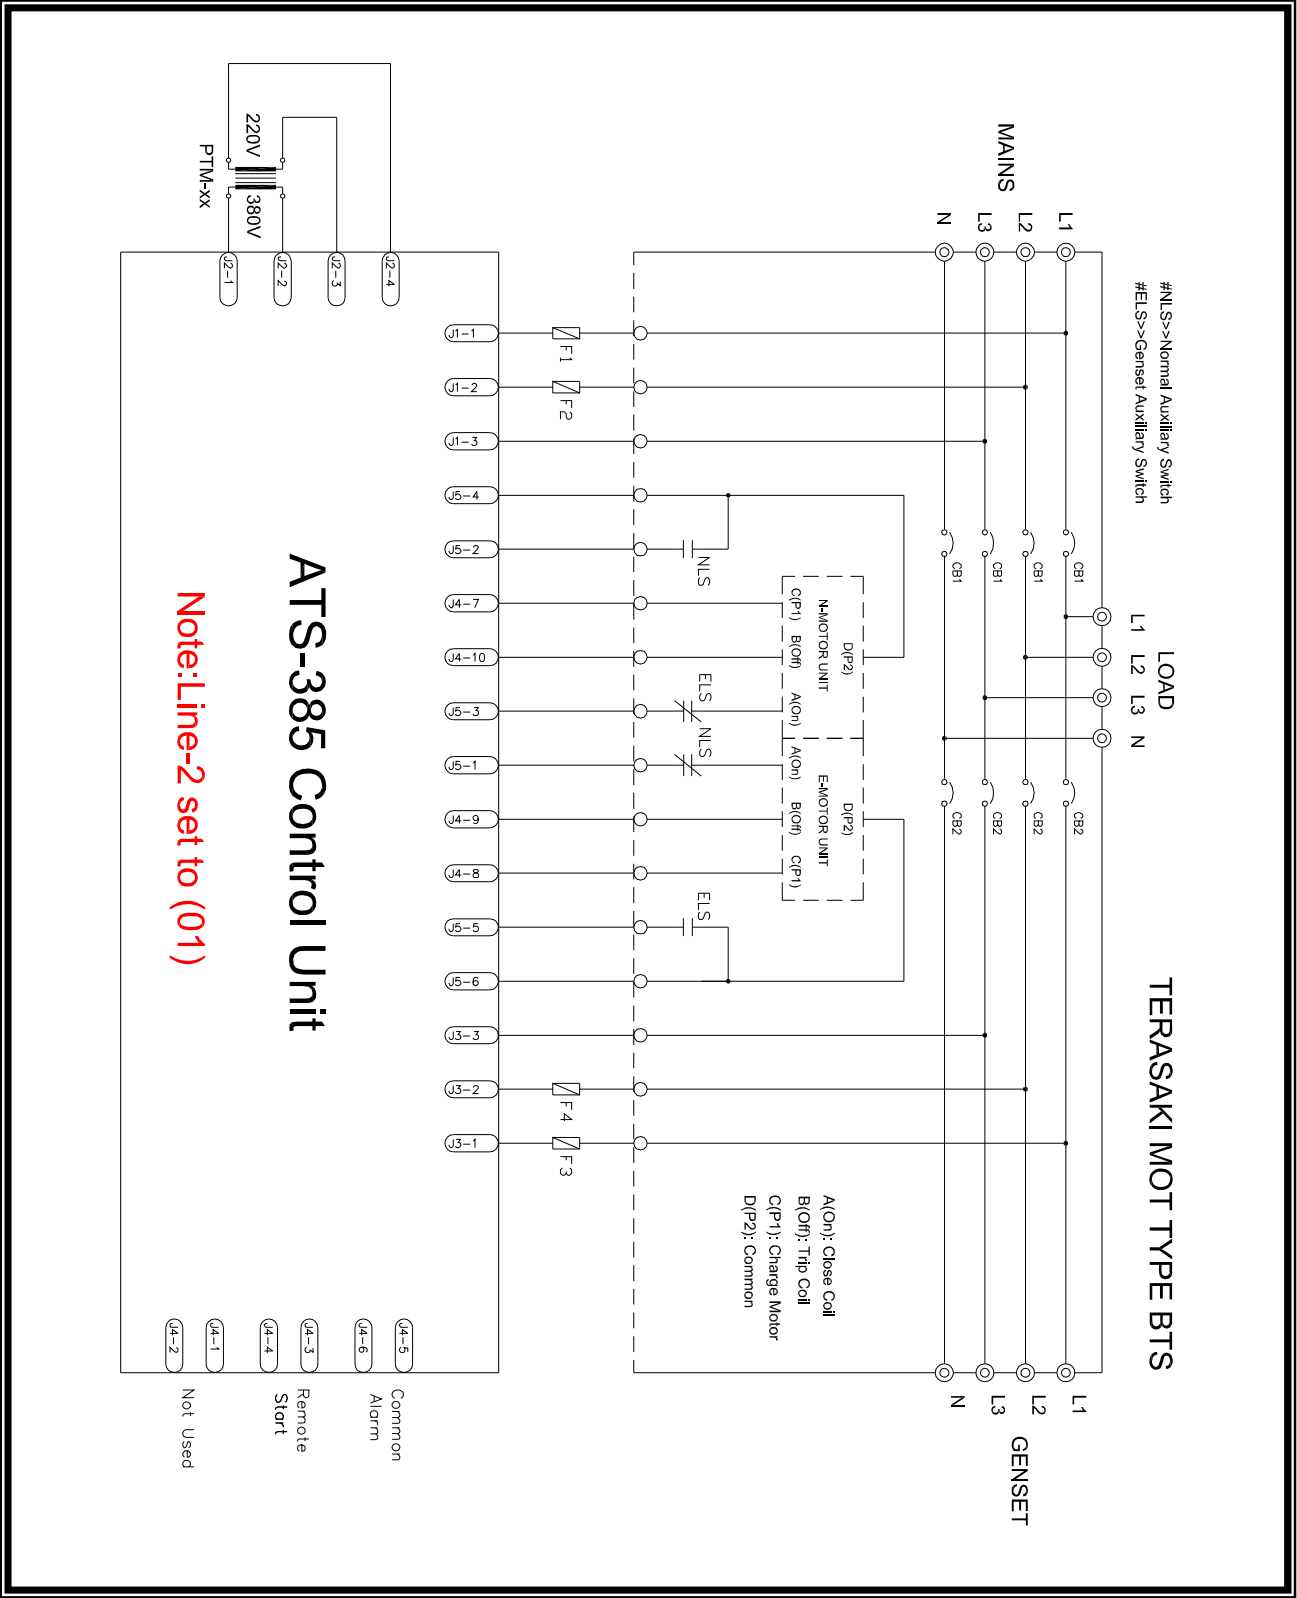 TERASAKI MOT TYPE BTS
#NLS>>Normal Auxiliary Switch
#ELS>>Genset Auxiliary Switch
LOAD
L1 L2 L3 N
MAINS
L1
L2
L3
N
CB1
CB1
CB1
CB1
CB2
CB2
CB2
CB2
GENSET
L1
L2
L3
N
D(P2)
N-MOTOR UNIT
C(P1) B(Off) A(On)
D(P2)
E-MOTOR UNIT
A(On) B(Off) C(P1)
A(On): Close Coil
B(Off): Trip Coil
C(P1): Charge Motor
D(P2): Common
NLS
ELS
NLS
ELS
F1
F2
F4
F3
J1-1
J1-2
J1-3
J5-4
J5-2
J4-7
J4-10
J5-3
J5-1
J4-9
J4-8
J5-5
J5-6
J3-3
J3-2
J3-1
J2-4
J2-3
J2-2
J2-1
220V
380V
PTM-xx
ATS-385 Control Unit
Note:Line-2 set to (01)
J4-5
J4-6
Common
Alarm
J4-3
J4-4
Remote
Start
J4-1
J4-2
Not Used